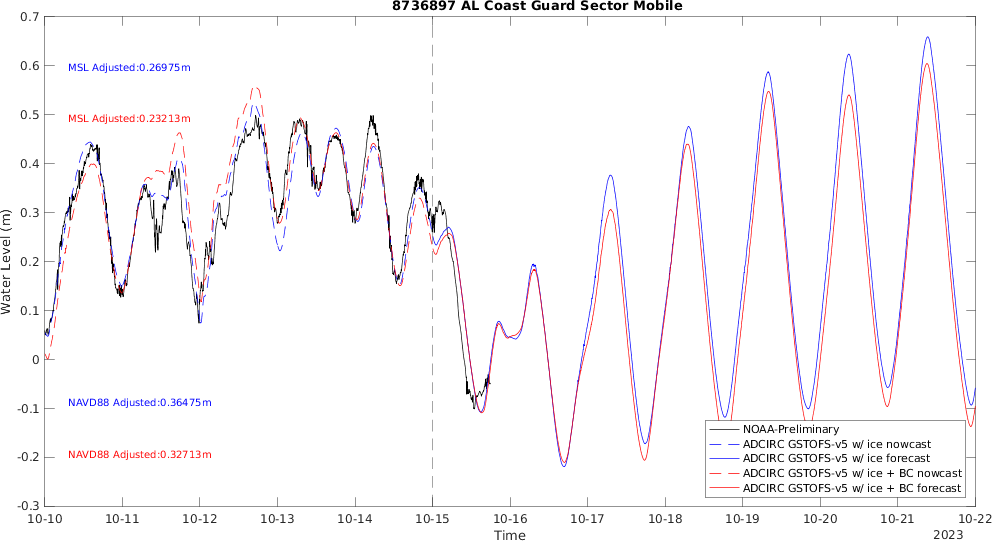 8736897 AL Coast Guard Sector Mobile
0.7
0.6
0.5
0.4
0.3
0.2
0.1
0
-0.1
-0.2
-0.3
Water Level (m)
MSL Adjusted:0.26975m
MSL Adjusted:0.23213m
NAVD88 Adjusted:0.36475m
NAVD88 Adjusted:0.32713m
NOAA-Preliminary
ADCIRC GSTOFS-v5 w/ ice nowcast
ADCIRC GSTOFS-v5 w/ ice forecast
ADCIRC GSTOFS-v5 w/ ice + BC nowcast
ADCIRC GSTOFS-v5 w/ ice + BC forecast
10-10 10-11 10-12 10-13 10-14 10-15 10-16 10-17 10-18 10-19 10-20 10-21 10-22
Time
2023